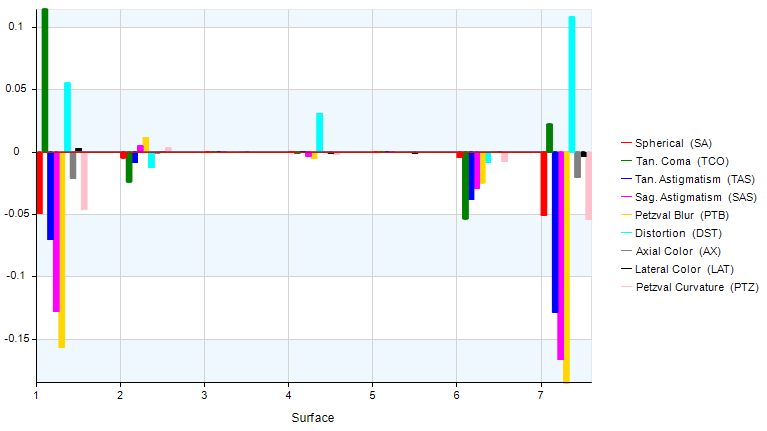 0.1
0.05
0
-0.05
-0.1
-0.15
1 2 3 4 5 6 7
Surface
Spherical (SA)
Tan. Coma (TCO)
Tan. Astigmatism (TAS)
Sag. Astigmatism (SAS)
Petzval Blur (PTB)
Distortion (DST)
Axial Color (AX)
Lateral Color (LAT)
Petzval Curvature (PTZ)